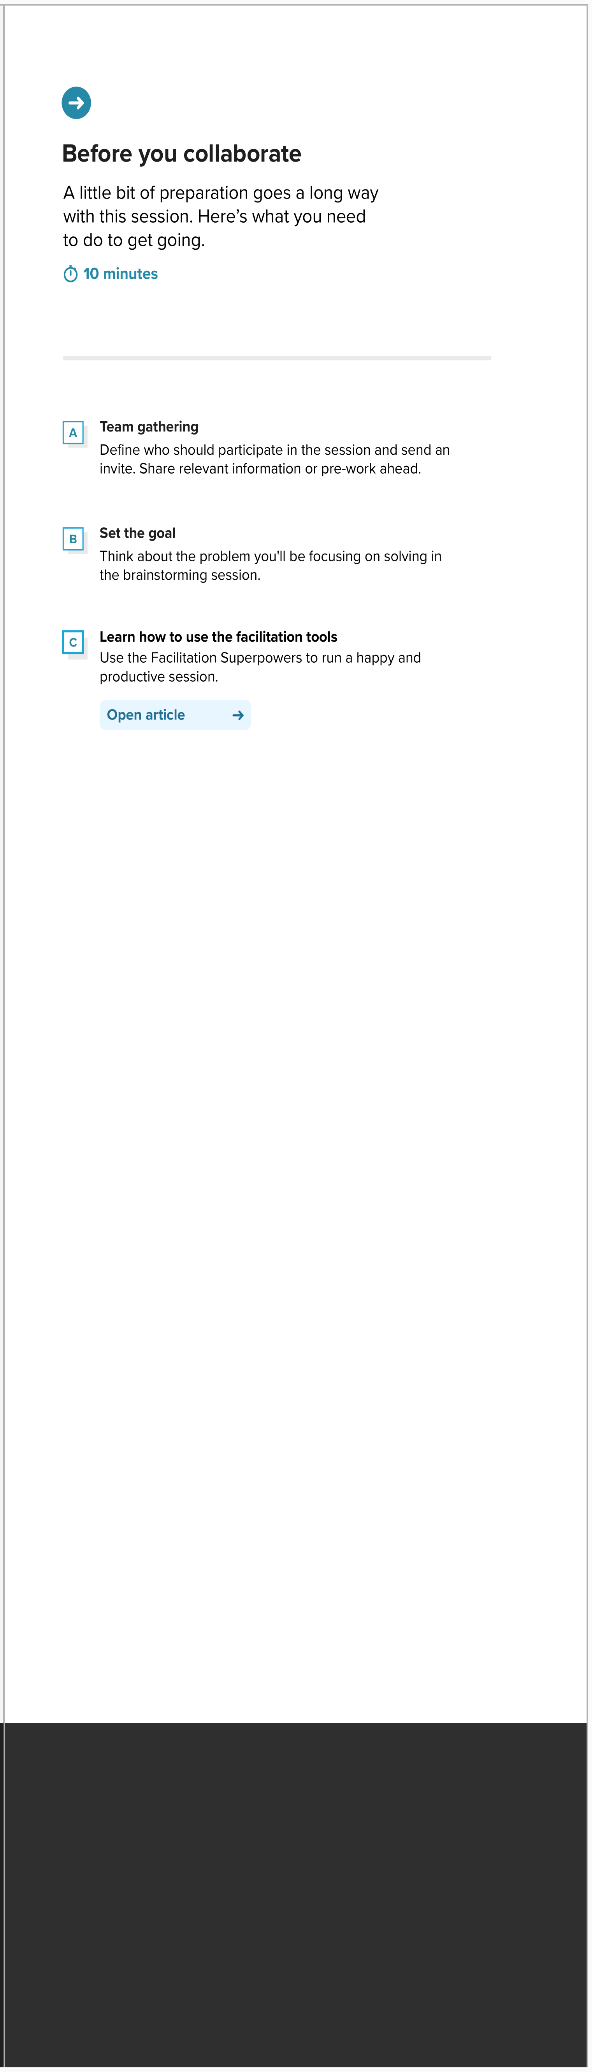 Before you collaborate
A little bit of preparation goes a long way
with this session. Here’s what you need
to do to get going.
10 minutes
A
Team gathering
Define who should participate in the session and send an
invite. Share relevant information or pre-work ahead.
B
Set the goal
Think about the problem you'll be focusing on solving in
the brainstorming session.
C
Learn how to use the facilitation tools
Use the Facilitation Superpowers to run a happy and
productive session.
Open article